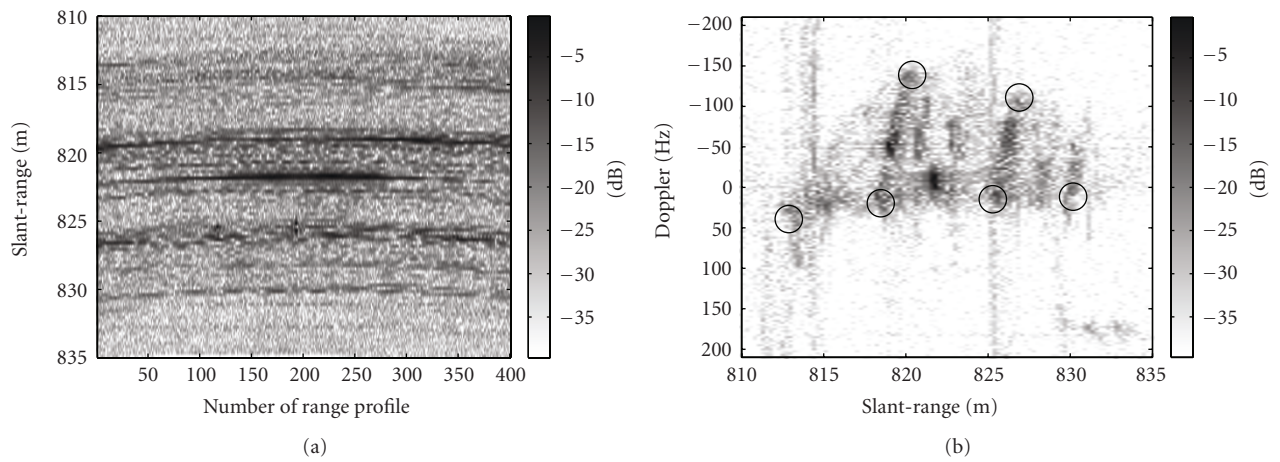 810
815
820
825
830
835
Slant-range (m)
50 100 150 200 250 300 350 400
Number of range profile
−5
−10
−15
−20
−25
−30
−35
(dB)
(a)
−200
−150
−100
−50
0
50
100
150
200
Doppler (Hz)
810 815 820 825 830 835
Slant-range (m)
−5
−10
−15
−20
−25
−30
−35
(dB)
(b)